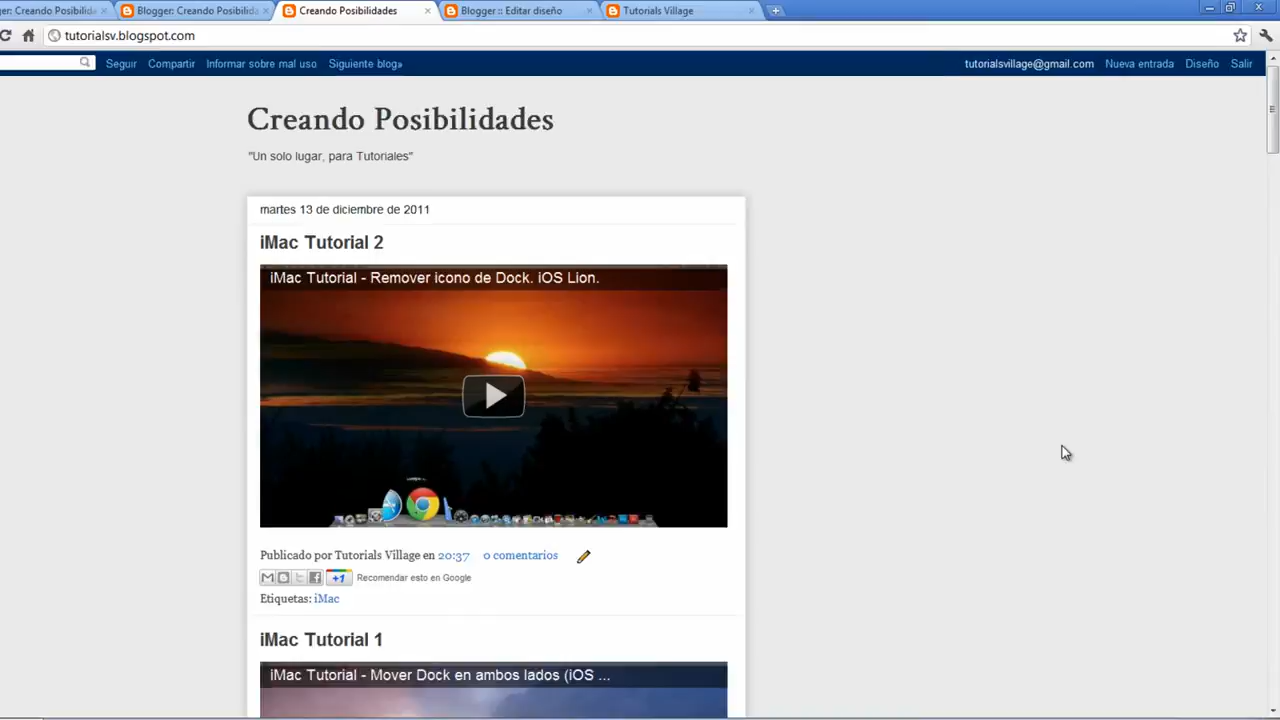 ger: Creando Posibilida
Blogger: Creando Posibilida
Creando Posibilidades
Blogger :: Editar diseño
Tutorials Village
tutorialsv.blogspot.com
Seguir Compartir Informar sobre mal uso Siguiente blog»
tutorialsvillage@gmail.com Nueva entrada Diseño Salir
Creando Posibilidades
"Un solo lugar, para Tutoriales"
martes 13 de diciembre de 2011
iMac Tutorial 2
iMac Tutorial - Remover icono de Dock. iOS Lion.
Publicado por Tutorials Village en 20:37 0 comentarios
+1 Recomendar esto en Google
Etiquetas: iMac
iMac Tutorial 1
iMac Tutorial - Mover Dock en ambos lados (iOS ...